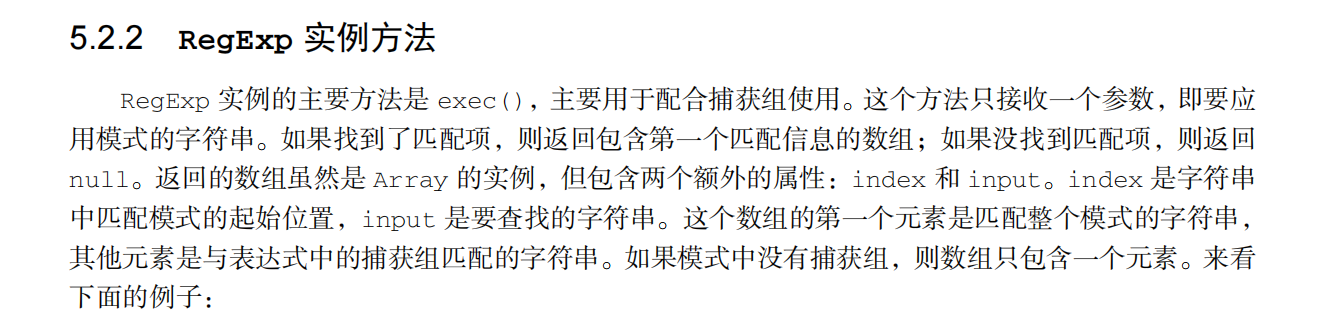 5.2.2 RegExp 实例方法
RegExp 实例的主要方法是 exec()，主要用于配合捕获组使用。这个方法只接收一个参数，即要应
用模式的字符串。如果找到了匹配项，则返回包含第一个匹配信息的数组；如果没找到匹配项，则返回
null。返回的数组虽然是 Array 的实例，但包含两个额外的属性：index 和 input。index 是字符串
中匹配模式的起始位置，input 是要查找的字符串。这个数组的第一个元素是匹配整个模式的字符串，
其他元素是与表达式中的捕获组匹配的字符串。如果模式中没有捕获组，则数组只包含一个元素。来看
下面的例子：